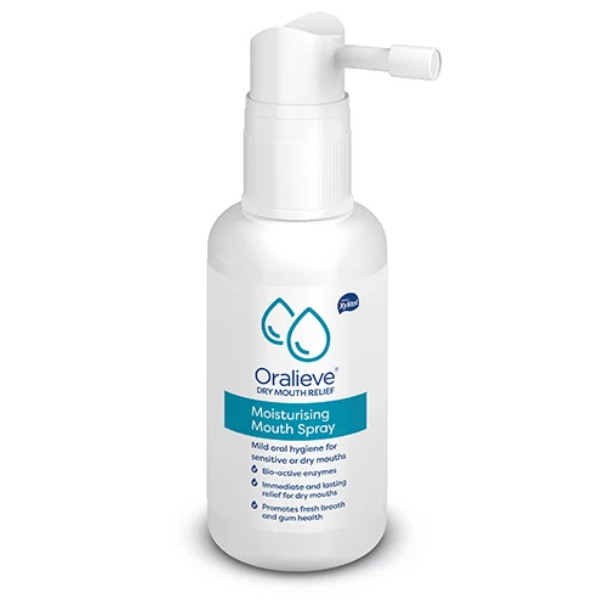 Xylitol
Oralieve®
DRY MOUTH RELIEF
Moisturising
Mouth Spray
Mild oral hygiene for
sensitive or dry mouths
Bio-active enzymes
Immediate and lasting
relief for dry mouths
Promotes fresh breath
and gum health